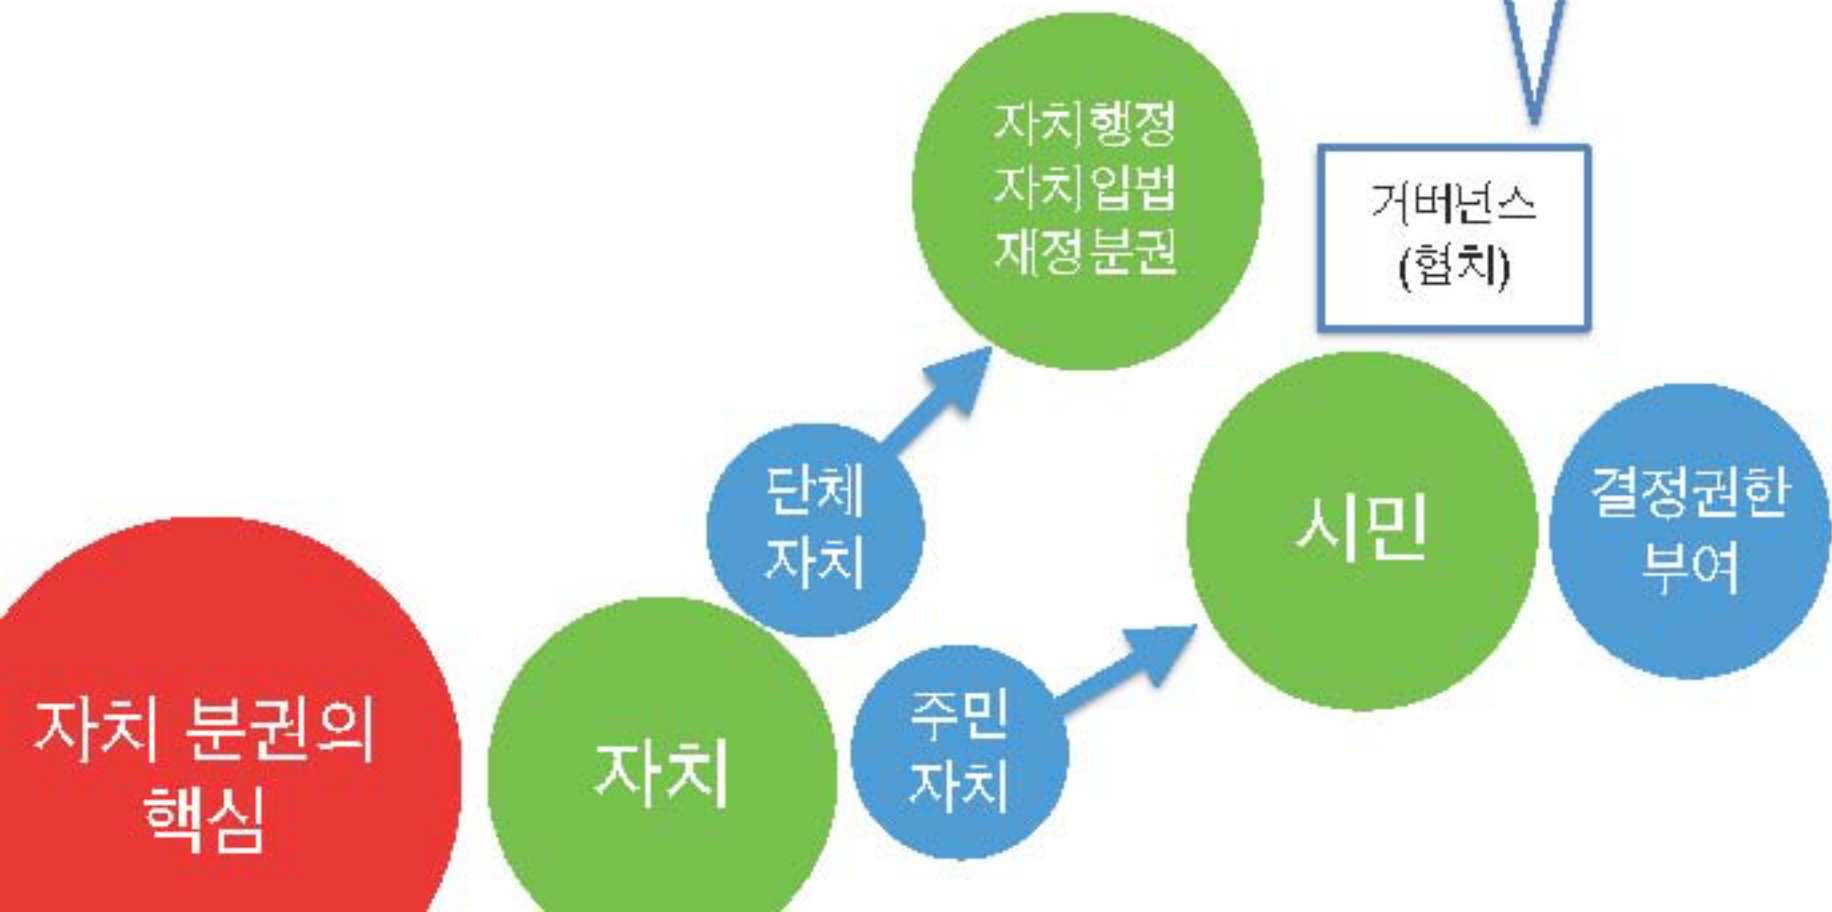 자치행정
자치입법
재정분권
거버넌스
(협치)
단체
자치
시민
결정권한
부여
자치 분권의
핵심
자치
주민
자치